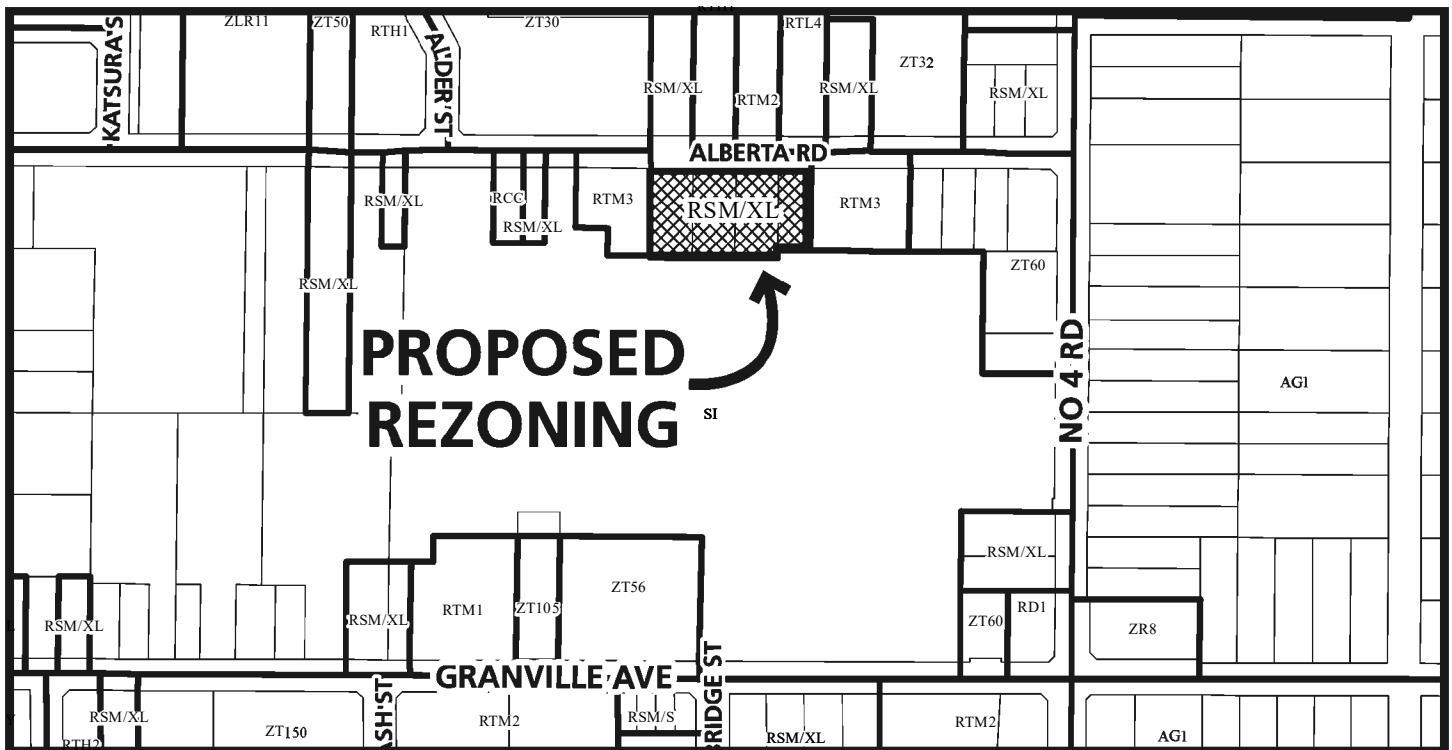 KATSURA'S
ZLR11
ZT50
RTH1
ALDER ST
ZT30
RSM/XL
RTM2
RTL4
RSM/XL
ZT32
RSM/XL
ALBERTA RD
RSM/XL
RCC
RSM/XL
RTM3
RSM/XL
RTM3
RSM/XL
ZT60
PROPOSED
REZONING
SI
NO 4 RD
AG1
RSM/XL
RSM/XL
RTM1
ZT105
ZT56
RSM/XL
ZT60
RD1
ZR8
GRANVILLE AVE
BRIDGE ST
ASH ST
RSM/XL
RTH2
ZT150
RTM2
RSM/S
RSM/XL
RTM2
AG1